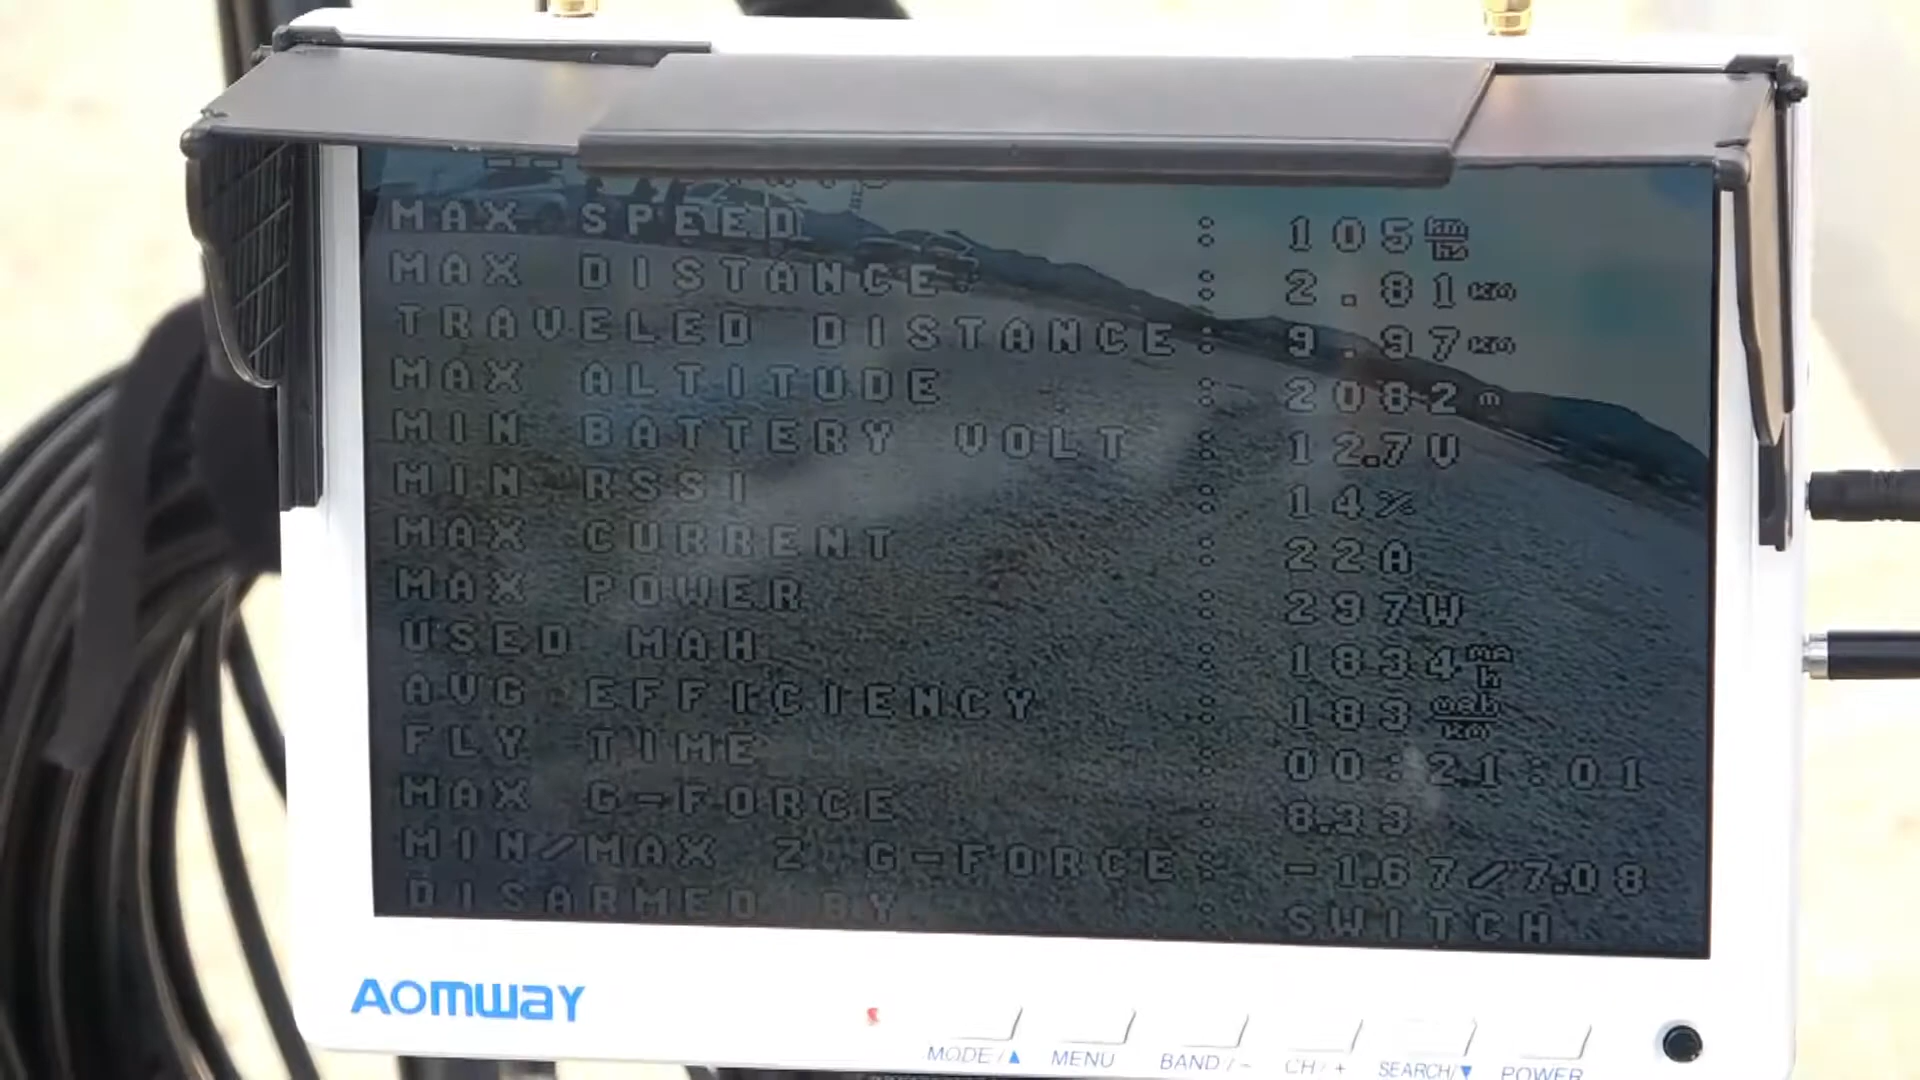 MAX SPEED : 105 km/hs
MAX DISTANCE : 2.81 KM
TRAVELED DISTANCE: 9.97 KM
MAX ALTITUDE : 2082 m
MIN BATTERY VOLT : 12.7V
MIN RSSI : 14%
MAX CURRENT : 22A
MAX POWER : 297W
USED MAH : 1834 mAh
AVG EFFICIENCY : 183 mAh/KM
FLY TIME : 00:21:01
MAX G-FORCE : 8.33
MIN/MAX Z G-FORCE: -1.67/7.08
DISARMED BY : SWITCH
AOMWAY
MODE/▲ MENU BAND/- CH/+ SEARCH/▼ POWER